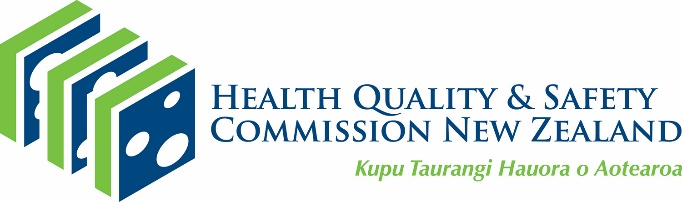 Health Quality & Safety
Commission New Zealand
Kupu Taurangi Hauora o Aotearoa